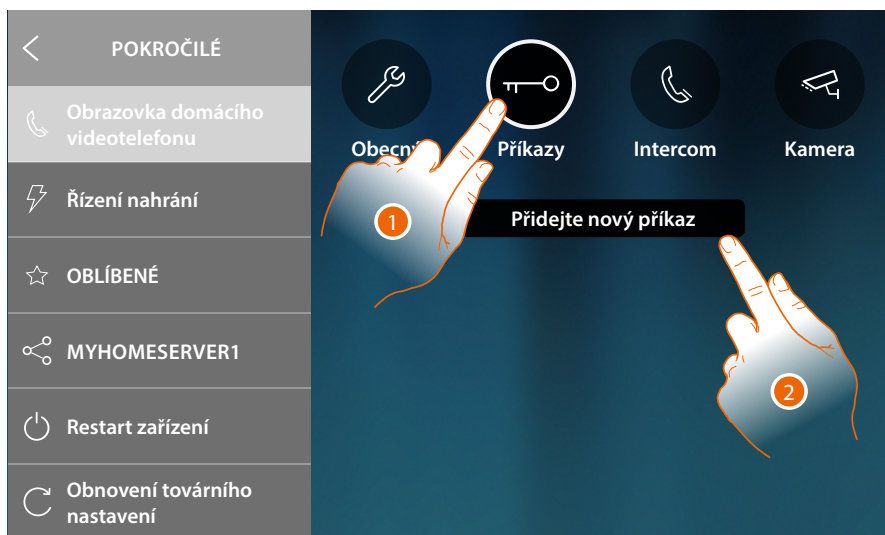 POKROČILÉ
Obrazovka domácího
videotelefonu
Řízení nahrání
OBLÍBENÉ
MYHOMESERVER1
Restart zařízení
Obnovení továrního
nastavení
Obecný Příkazy Intercom Kamera
1 Přidejte nový příkaz
2